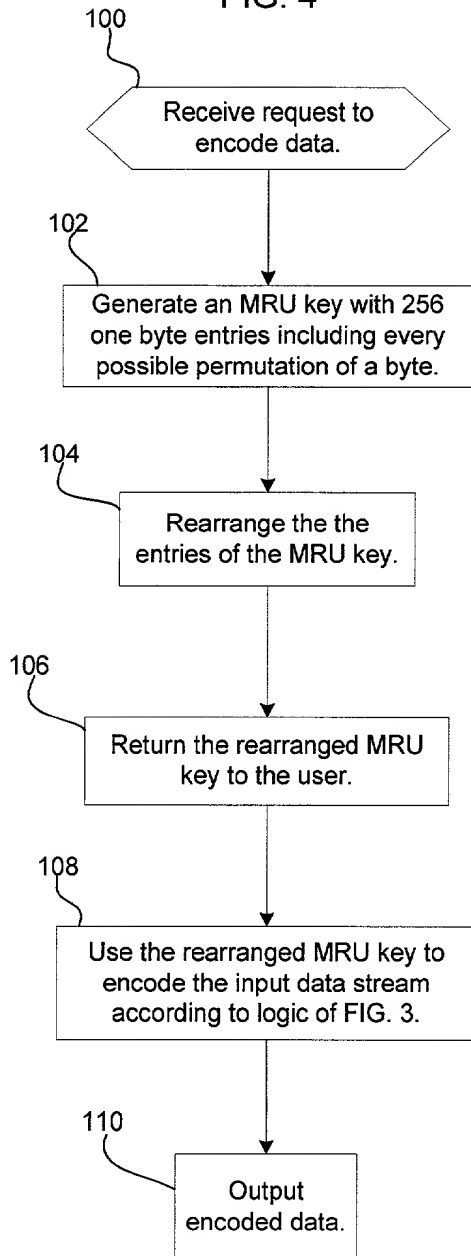 FIG. 4
100
Receive request to
encode data.
102
Generate an MRU key with 256
one byte entries including every
possible permutation of a byte.
104
Rearrange the the
entries of the MRU key.
106
Return the rearranged MRU
key to the user.
108
Use the rearranged MRU key to
encode the input data stream
according to logic of FIG. 3.
110
Output
encoded data.